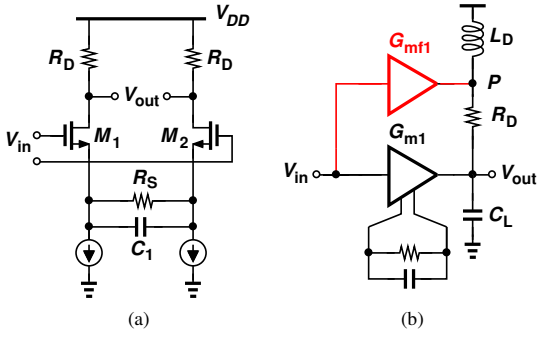 V_DD
R_D R_D
V_out
V_in M_1 M_2
R_S
C_1
(a)
G_mf1
L_D
P
R_D
G_m1
V_in V_out
C_L
(b)